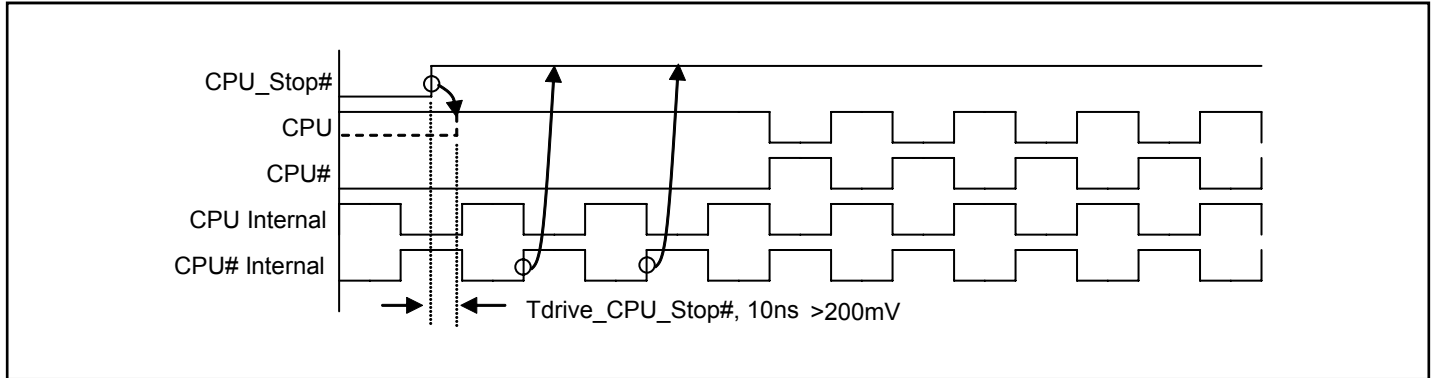 CPU_Stop#
CPU
CPU#
CPU Internal
CPU# Internal
Tdrive_CPU_Stop#, 10ns >200mV